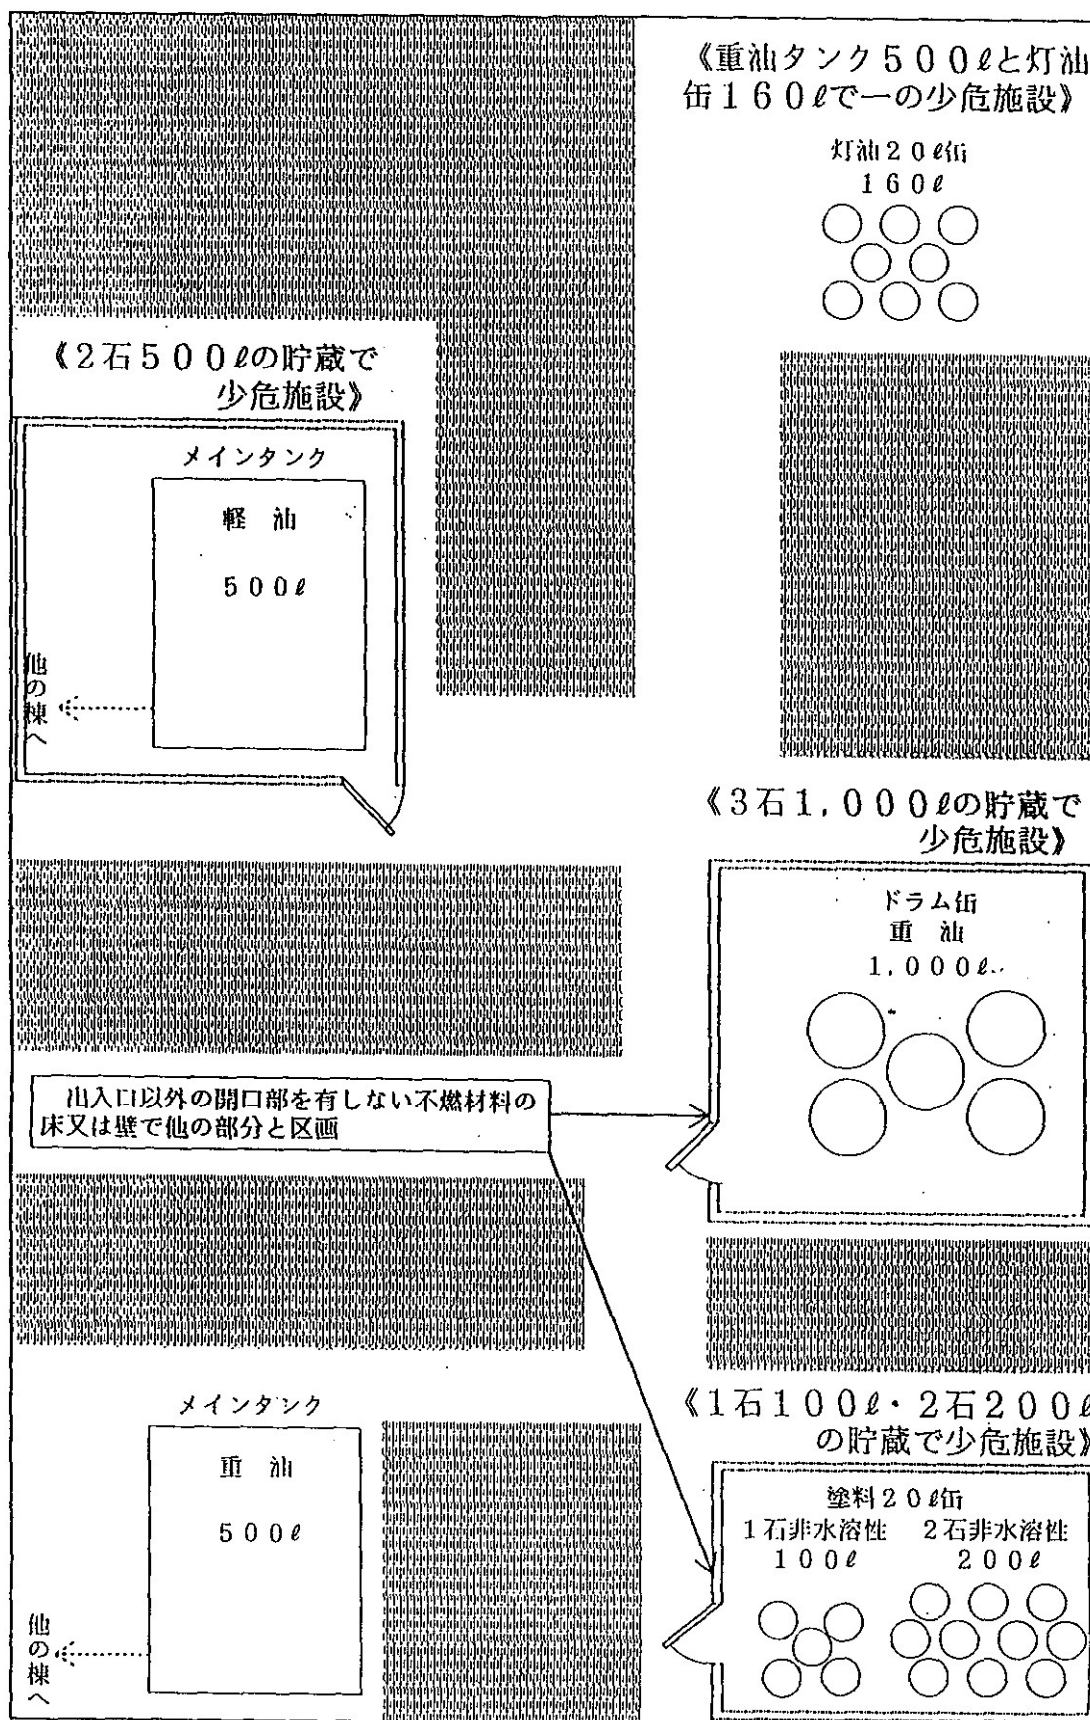 《重油タンク500ℓと灯油
缶160ℓで一の少危施設》
灯油20ℓ缶
160ℓ
《2石500ℓの貯蔵で
少危施設》
メインタンク
軽油
500ℓ
他の棟へ
《3石1,000ℓの貯蔵で
少危施設》
ドラム缶
重油
1,000ℓ
出入口以外の開口部を有しない不燃材料の
床又は壁で他の部分と区画
メインタンク
重油
500ℓ
他の棟へ
《1石100ℓ・2石200ℓ
の貯蔵で少危施設》
塗料20ℓ缶
1石非水溶性 2石非水溶性
100ℓ 200ℓ